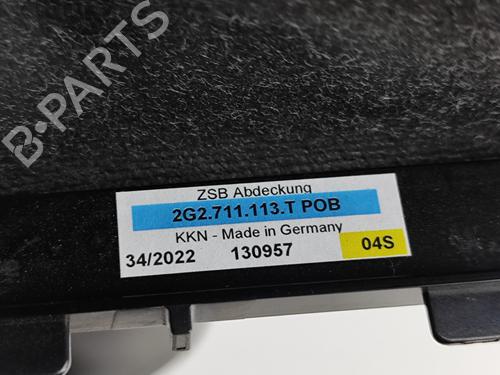 B-PARTS
ZSB Abdeckung
2G2.711.113.T POB
KKN - Made in Germany
34/2022 130957 04S